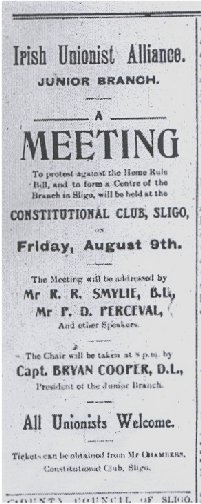 Irish Unionist Alliance.
JUNIOR BRANCH.
A
MEETING
To protest against the Home Rule
Bill, and to form a Centre of the
Branch in Sligo, will be held at the
CONSTITUTIONAL CLUB, SLIGO,
ON
Friday, August 9th.
The Meeting will be addressed by
Mr R. R. SMYLIE, B.L,
Mr P. D. PERCEVAL,
And other Speakers.
The Chair will be taken at 8 p.m. by
Capt. BRYAN COOPER, D.L.,
President of the Junior Branch.
All Unionists Welcome.
Tickets can be obtained from Mr CHAMBERS,
Constitutional Club, Sligo.
COUNTY COUNCIL OF SLIGO.